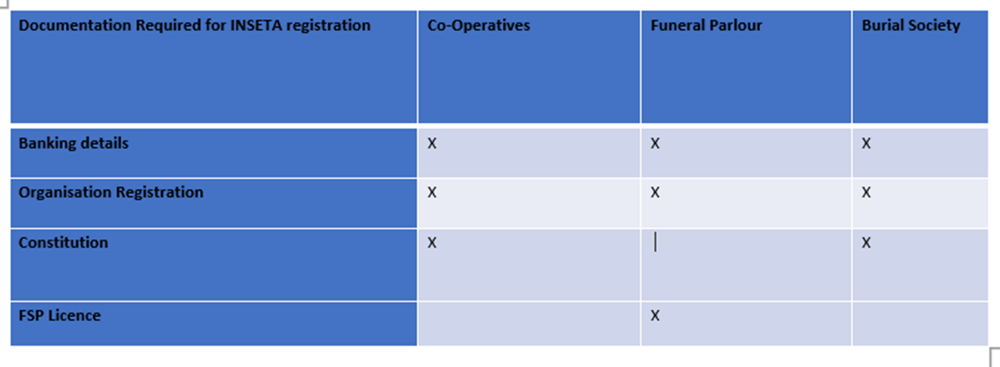 Documentation Required for INSETA registration Co-Operatives Funeral Parlour Burial Society
Banking details X X X
Organisation Registration X X X
Constitution X X
FSP Licence X